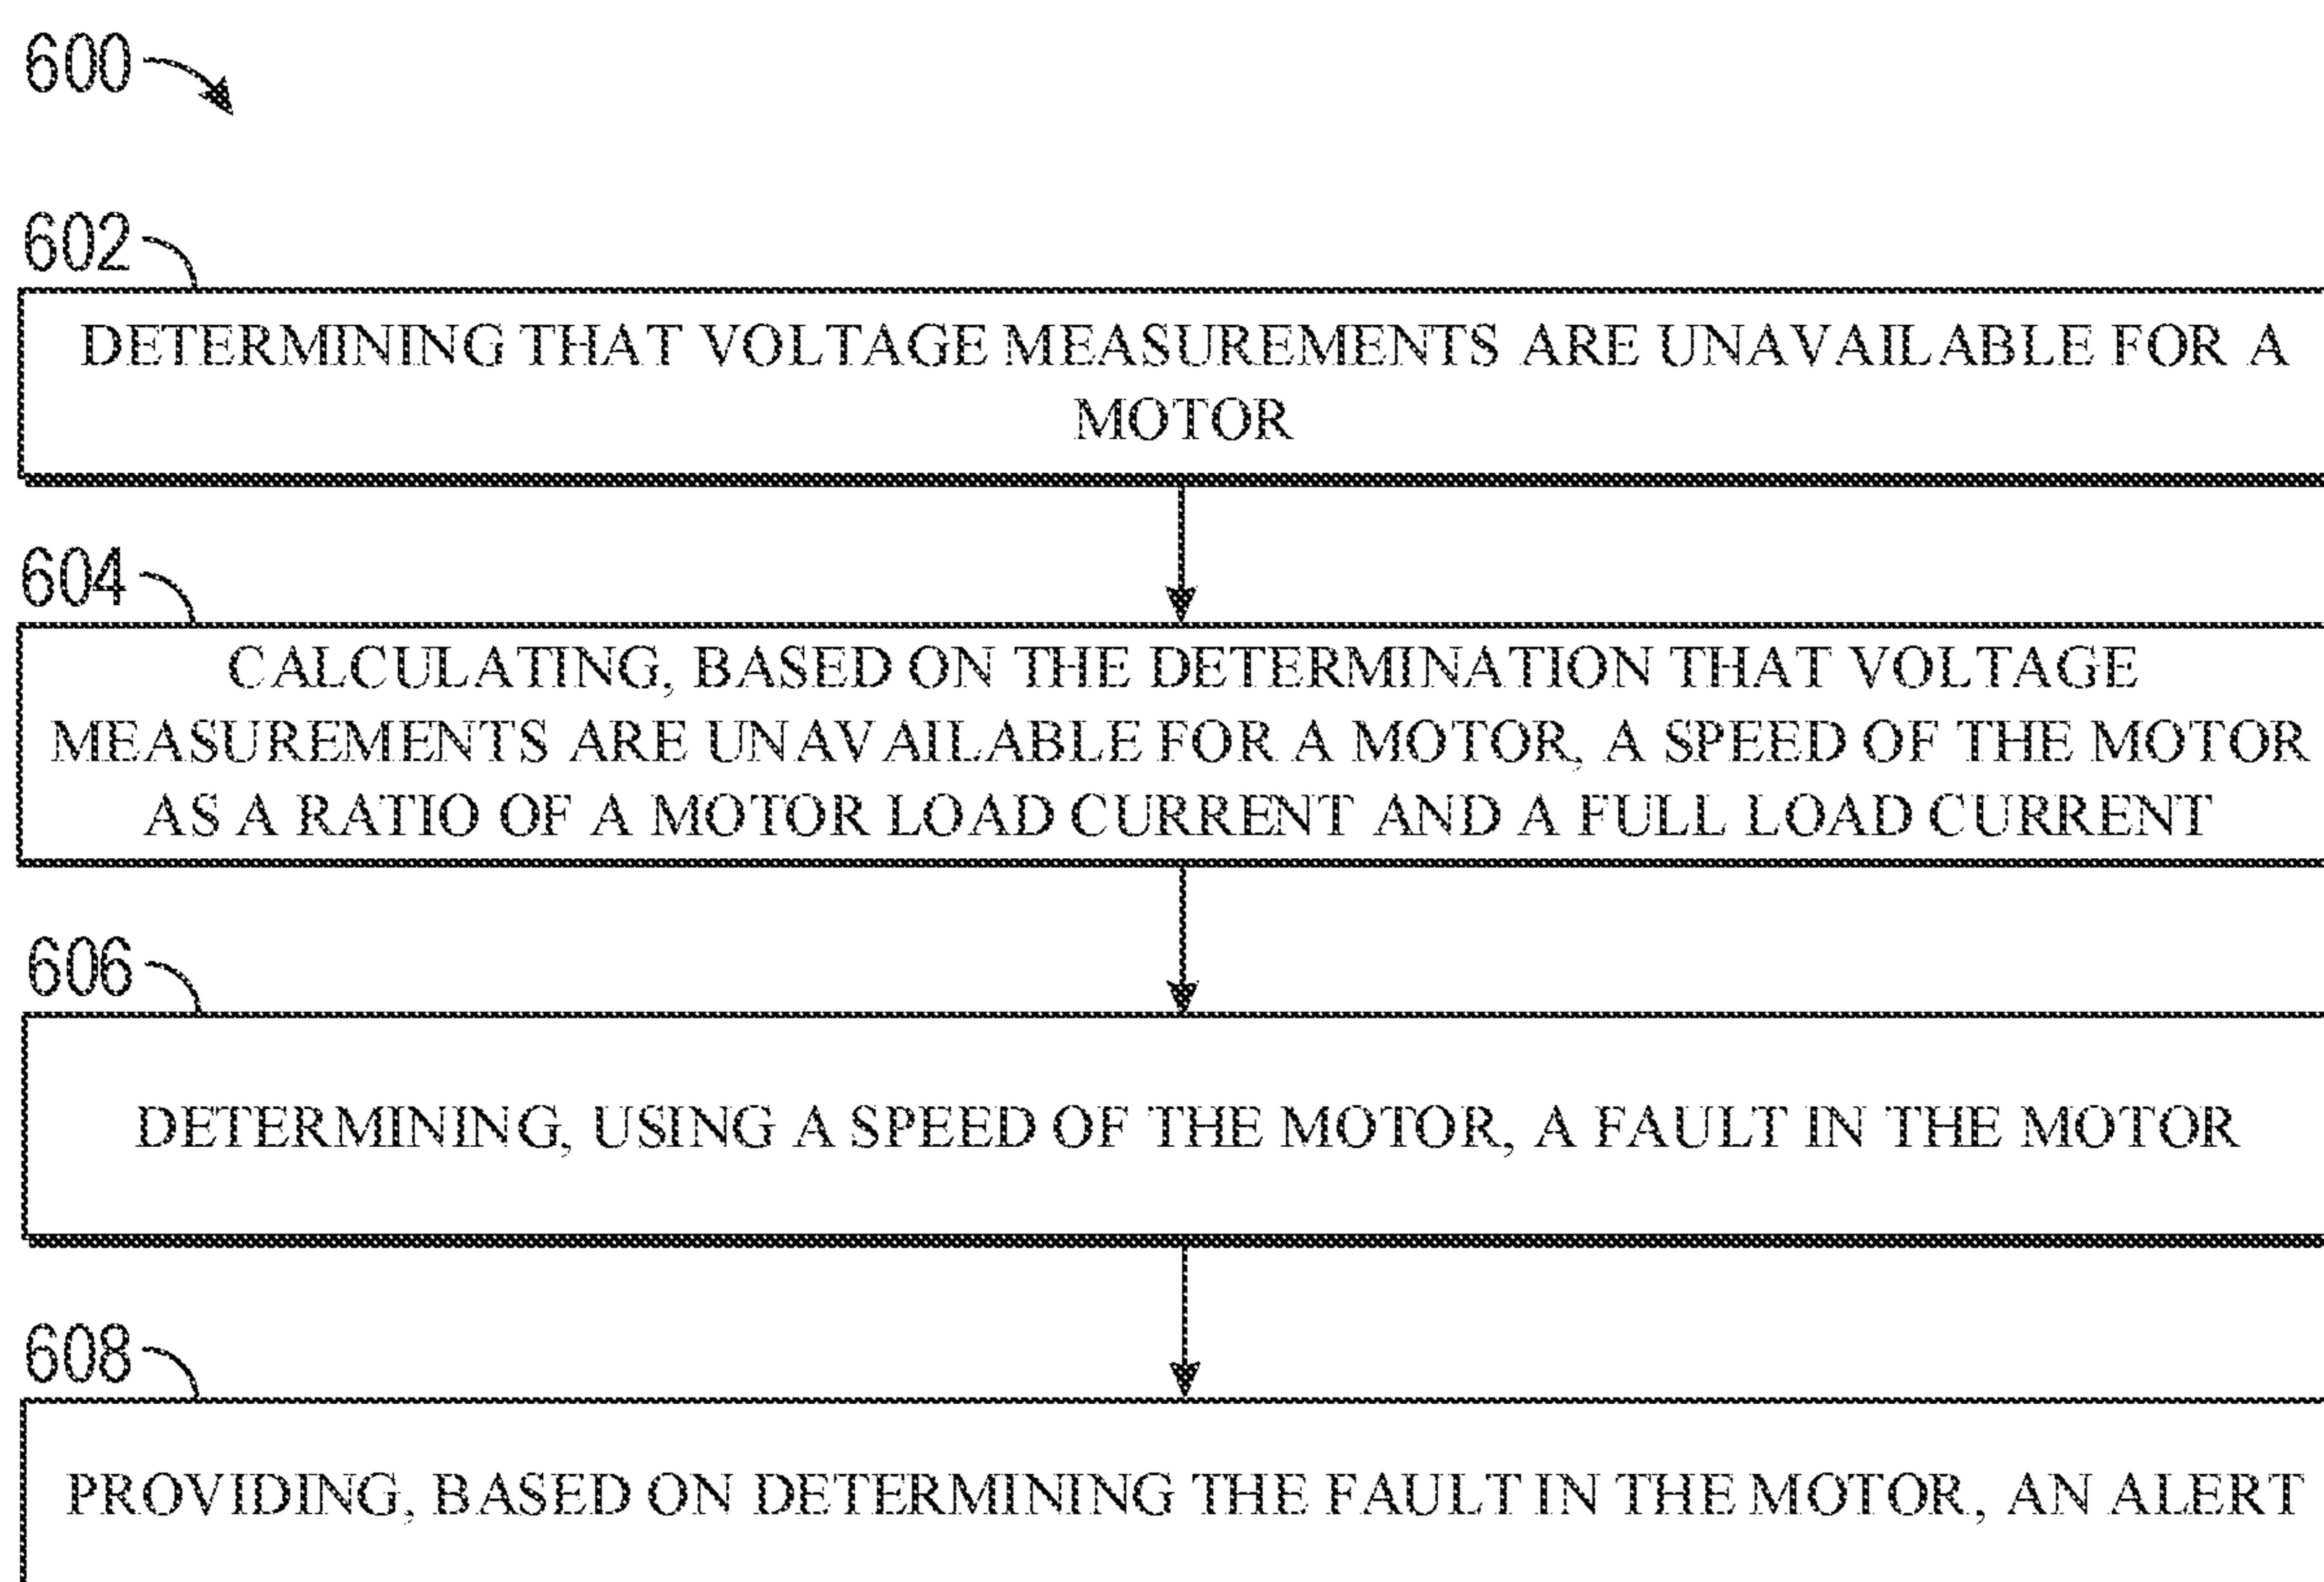 600
602
DETERMINING THAT VOLTAGE MEASUREMENTS ARE UNAVAILABLE FOR A
MOTOR
604
CALCULATING, BASED ON THE DETERMINATION THAT VOLTAGE
MEASUREMENTS ARE UNAVAILABLE FOR A MOTOR, A SPEED OF THE MOTOR
AS A RATIO OF A MOTOR LOAD CURRENT AND A FULL LOAD CURRENT
606
DETERMINING, USING A SPEED OF THE MOTOR, A FAULT IN THE MOTOR
608
PROVIDING, BASED ON DETERMINING THE FAULT IN THE MOTOR, AN ALERT